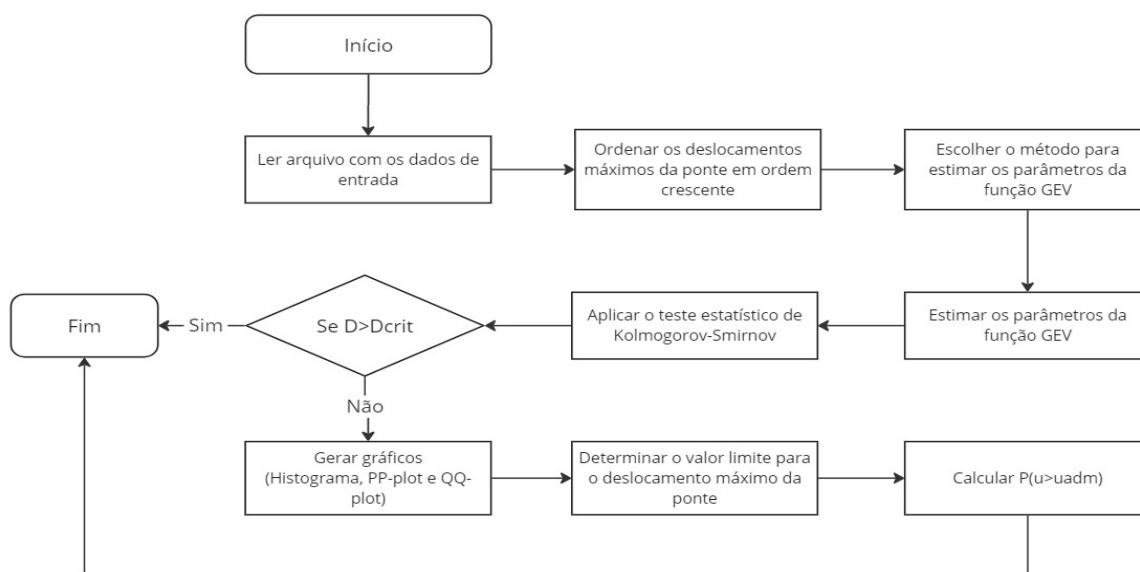 Início
Ler arquivo com os dados de
entrada
Ordenar os deslocamentos
máximos da ponte em ordem
crescente
Escolher o método para
estimar os parâmetros da
função GEV
Estimar os parâmetros da
função GEV
Aplicar o teste estatístico de
Kolmogorov-Smirnov
Se D>Dcrit
Sim
Fim
Não
Gerar gráficos
(Histograma, PP-plot e QQ-
plot)
Determinar o valor limite para
o deslocamento máximo da
ponte
Calcular P(u>uadm)